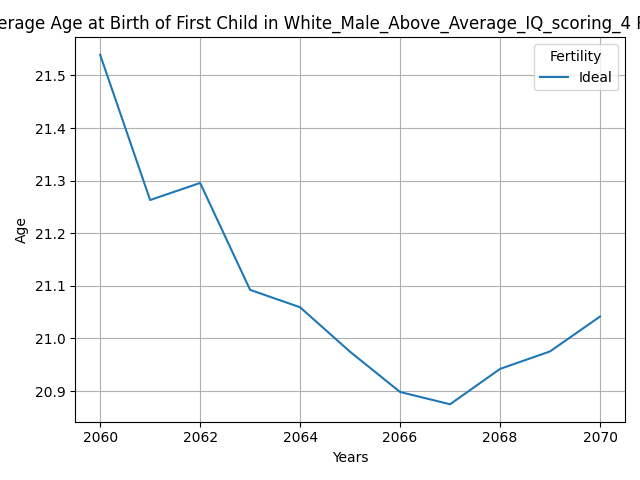 Average Age at Birth of First Child in White_Male_Above_Average_IQ_scoring_4
Fertility
Ideal
21.5
21.4
21.3
21.2
21.1
21.0
20.9
Age
2060 2062 2064 2066 2068 2070
Years